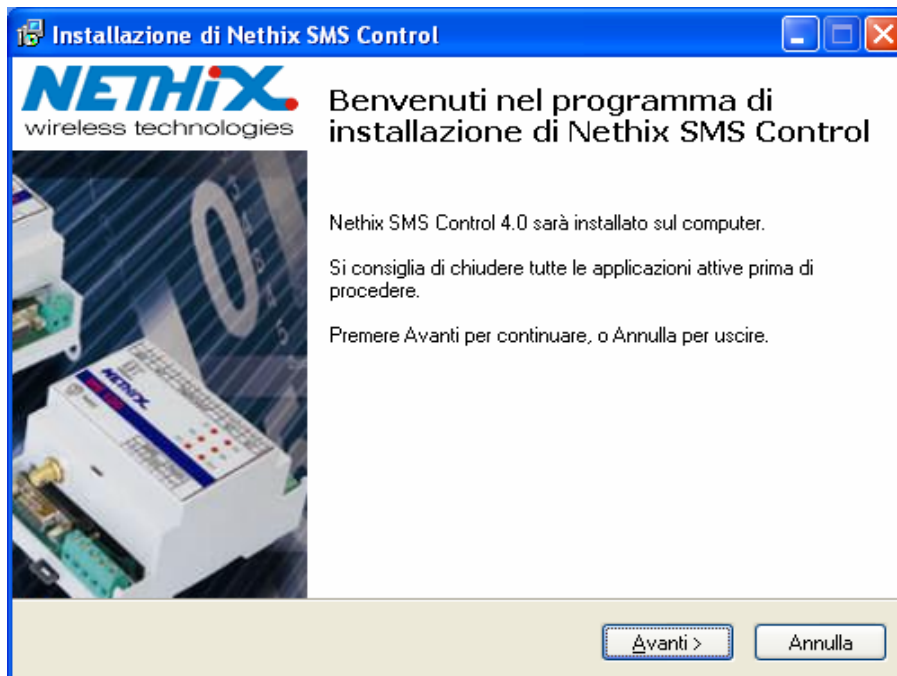 Installazione di Nethix SMS Control
NETHiX
wireless technologies
Benvenuti nel programma di
installazione di Nethix SMS Control
Nethix SMS Control 4.0 sarà installato sul computer.
Si consiglia di chiudere tutte le applicazioni attive prima di
procedere.
Premere Avanti per continuare, o Annulla per uscire.
NETHIX
Avanti >
Annulla